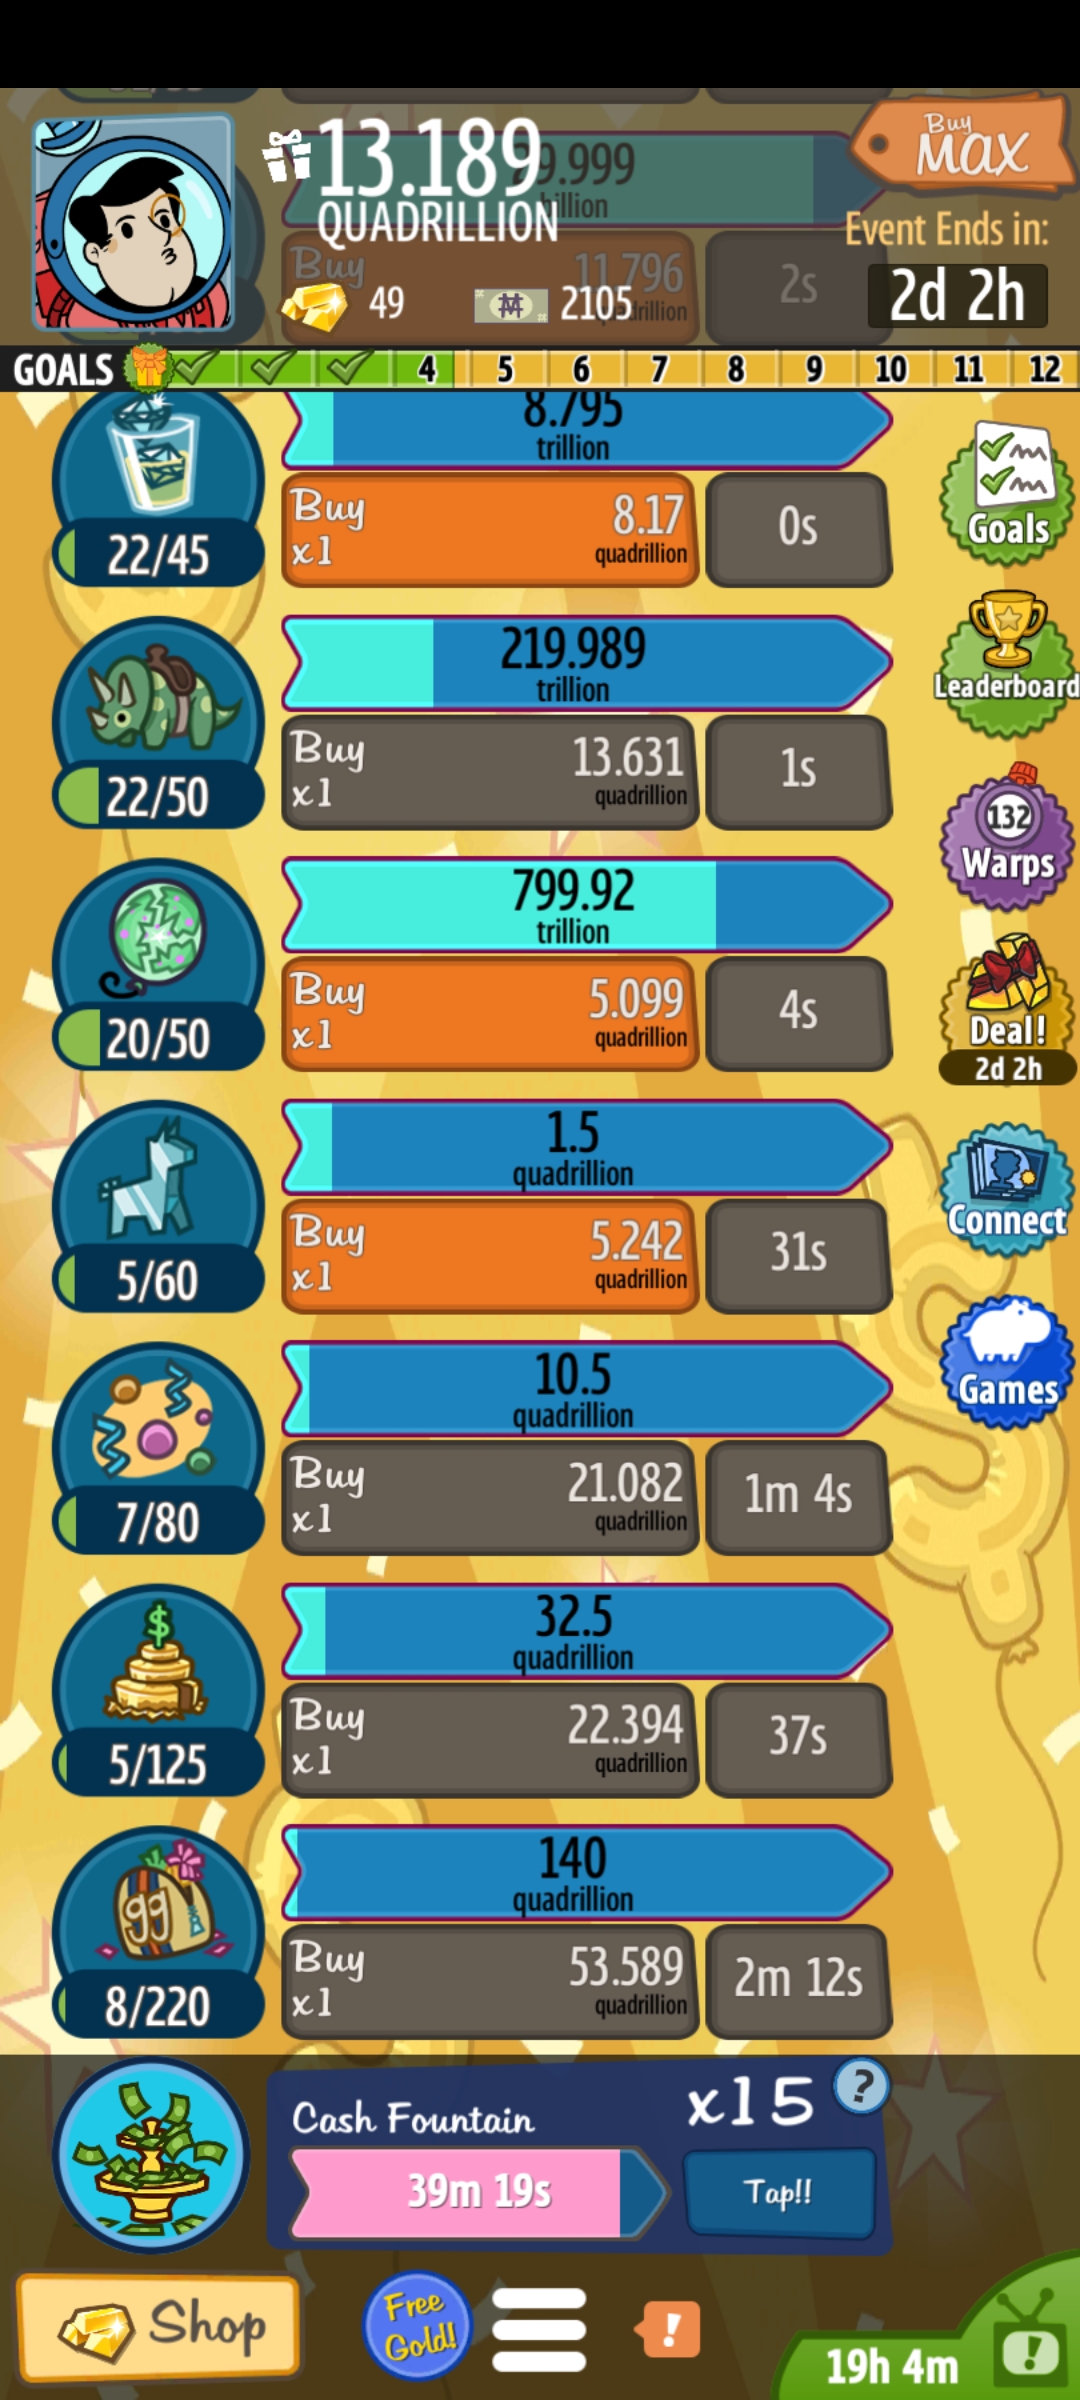 13.189
QUADRILLION
49
2105
Buy
MAX
Event Ends in:
2d 2h
Buy
11.796
2s
GOALS 4 5 6 7 8 9 10 11 12
8.795
trillion
Buy
x1
8.17
quadrillion
0s
22/45
Goals
219.989
trillion
Leaderboard
Buy
x1
13.631
quadrillion
1s
22/50
132
Warps
799.92
trillion
Buy
x1
5.099
quadrillion
4s
20/50
Deal!
2d 2h
1.5
quadrillion
Connect
Buy
x1
5.242
quadrillion
31s
5/60
10.5
quadrillion
Games
Buy
x1
21.082
quadrillion
1m 4s
7/80
$
32.5
quadrillion
Buy
x1
22.394
quadrillion
37s
5/125
140
quadrillion
99
Buy
x1
53.589
quadrillion
2m 12s
8/220
Cash Fountain
x15
?
39m 19s
Tap!!
Shop
Free
Gold!
!
19h 4m
!